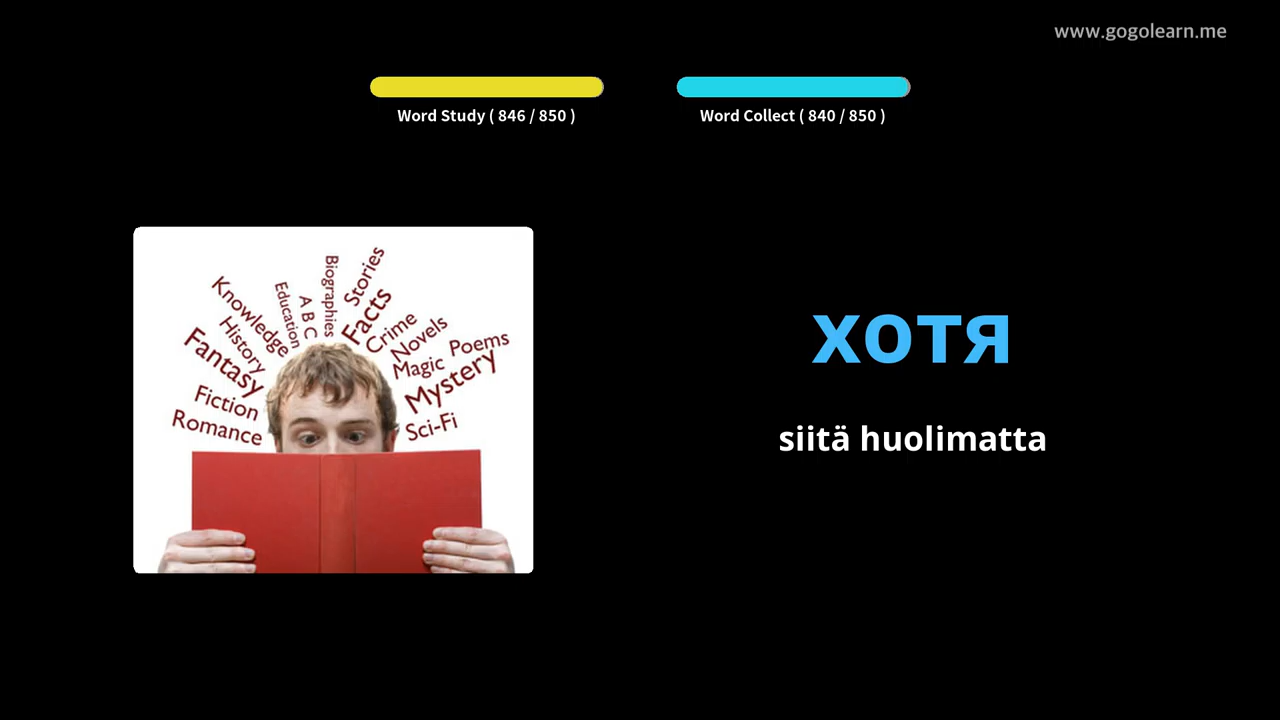 www.gogolearn.me
Word Study ( 846 / 850 )
Word Collect ( 840 / 850 )
Biographies
Stories
Education
A B C
Facts
Knowledge
Crime
History
Novels
Poems
Fantasy
Magic
Mystery
Fiction
Romance
Sci-Fi
хотя
siitä huolimatta